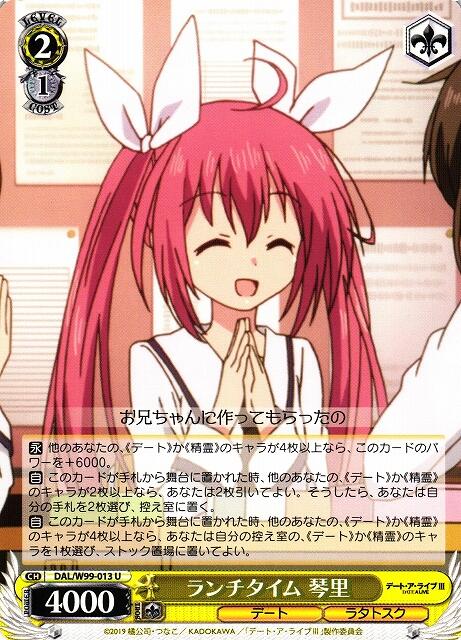 LEVEL
2
1
COST
お兄ちゃんに作ってもらったの
永 他のあなたの、《デート》か《精霊》のキャラが4枚以上なら、このカードのパ
ワーを+6000。
自 このカードが手札から舞台に置かれた時、他のあなたの、《デート》か《精霊》
のキャラが2枚以上なら、あなたは2枚引いてよい。そうしたら、あなたは自
分の手札を2枚選び、控え室に置く。
自 このカードが手札から舞台に置かれた時、他のあなたの、《デート》か《精霊》
のキャラが4枚以上なら、あなたは自分の控え室の、《デート》か《精霊》のキャ
ラを1枚選び、ストック置場に置いてよい。
CH DAL/W99-013 U
POWER
4000
ランチタイム 琴里
デート・ア・ライブIII
DATE A LIVE
SIDE
デート
ラタトスク
©2019 橘公司・つなこ/KADOKAWA/「デート・ア・ライブIII」製作委員会